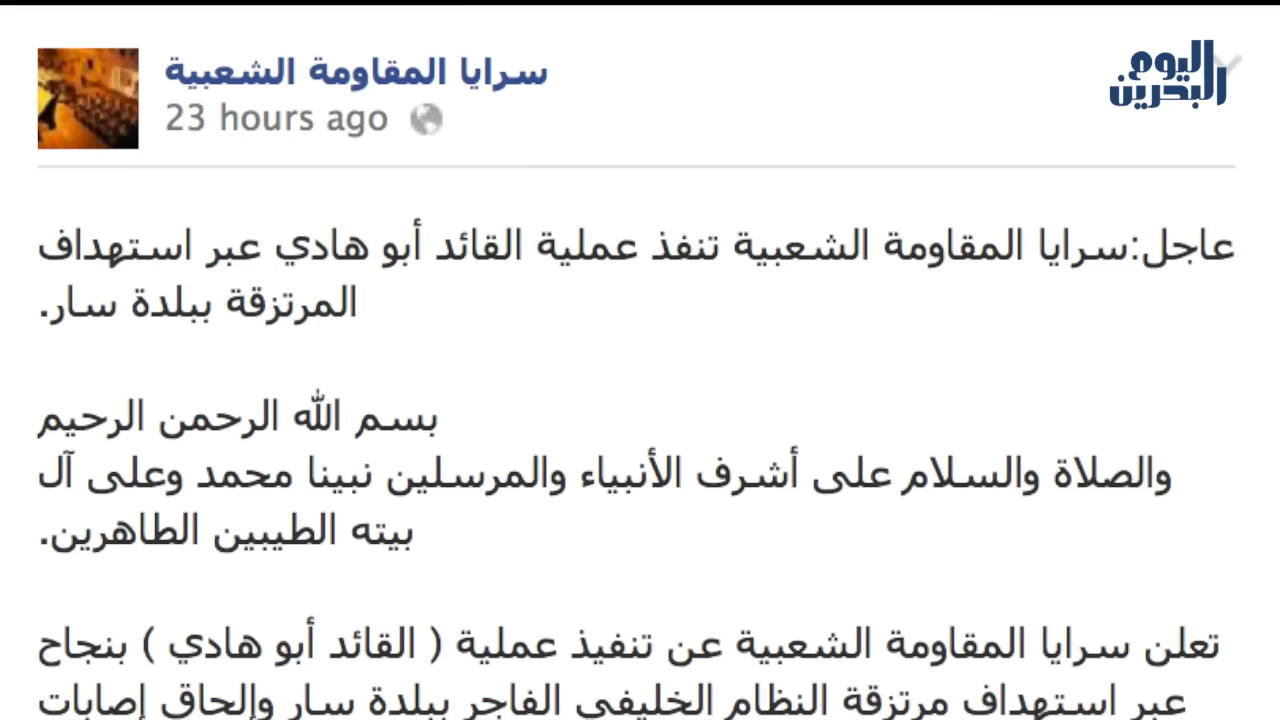 سرايا المقاومة الشعبية
23 hours ago
اليوم
البحرين
عاجل:سرايا المقاومة الشعبية تنفذ عملية القائد أبو هادي عبر استهداف
المرتزقة ببلدة سار.
بسم الله الرحمن الرحيم
والصلاة والسلام على أشرف الأنبياء والمرسلين نبينا محمد وعلى آل
بيته الطيبين الطاهرين.
تعلن سرايا المقاومة الشعبية عن تنفيذ عملية ( القائد أبو هادي ) بنجاح
عبر استهداف مرتزقة النظام الخليفي الفاجر ببلدة سار وإلحاق إصابات